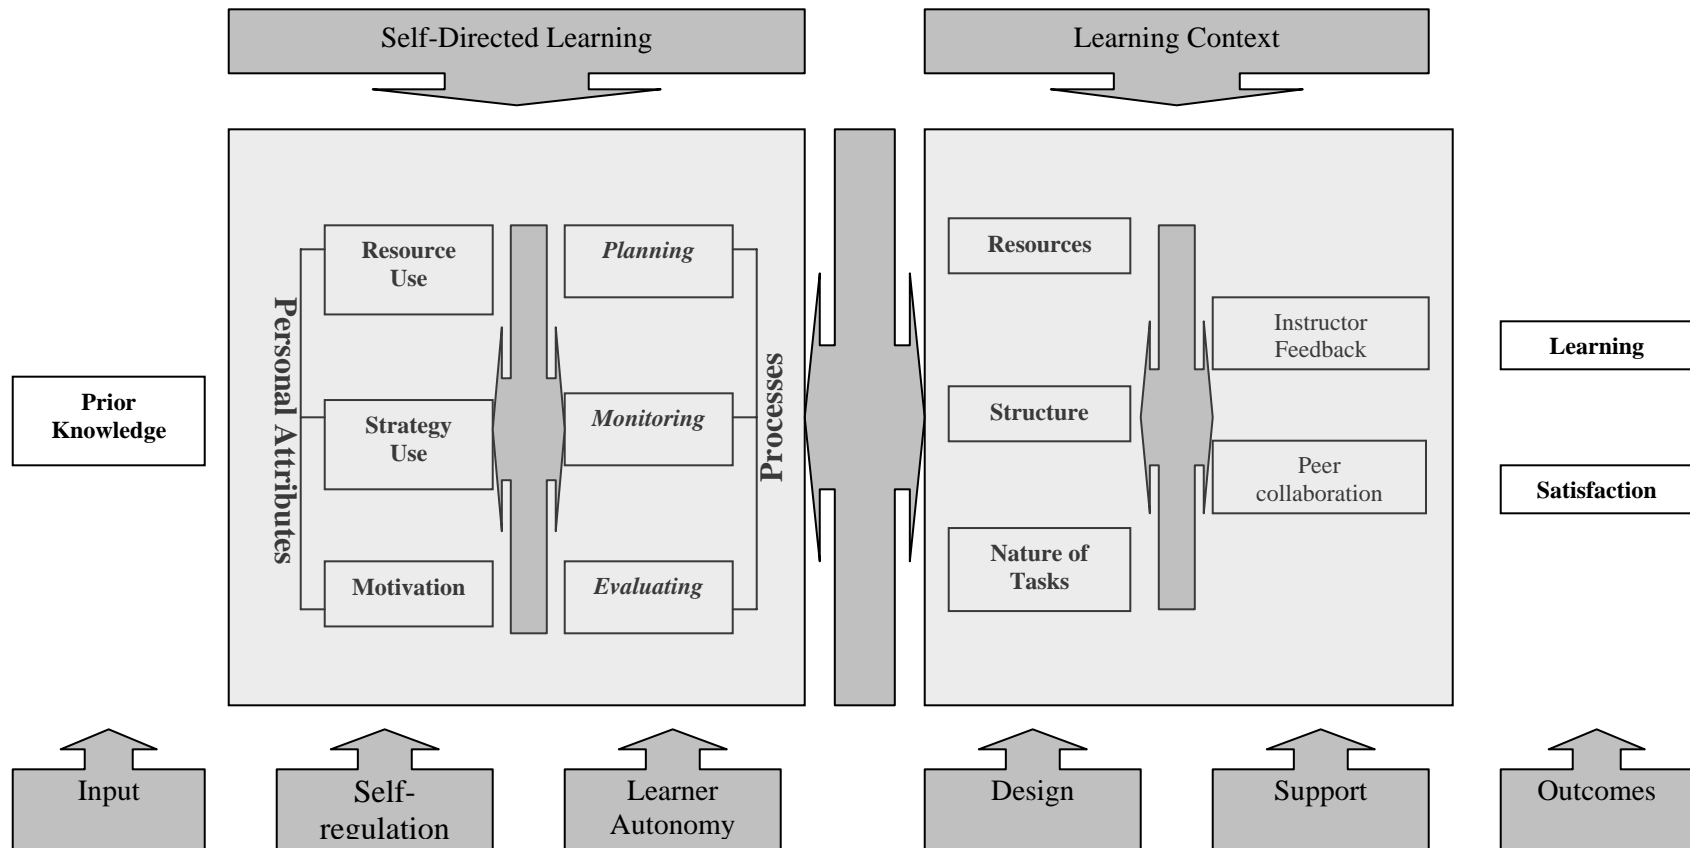 Self-Directed Learning
Learning Context
Prior
Knowledge
Personal Attributes
Resource
Use
Strategy
Use
Motivation
Planning
Monitoring
Evaluating
Processes
Resources
Structure
Nature of
Tasks
Instructor
Feedback
Peer
collaboration
Learning
Satisfaction
Input
Self-
regulation
Learner
Autonomy
Design
Support
Outcomes